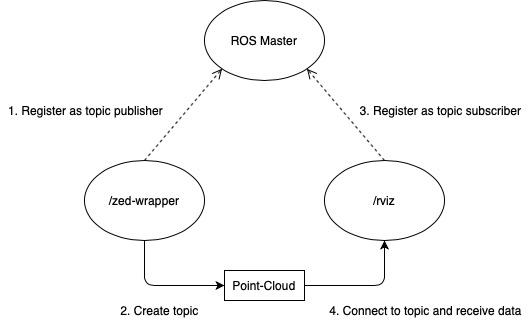 ROS Master
1. Register as topic publisher
3. Register as topic subscriber
/zed-wrapper
/rviz
Point-Cloud
2. Create topic
4. Connect to topic and receive data